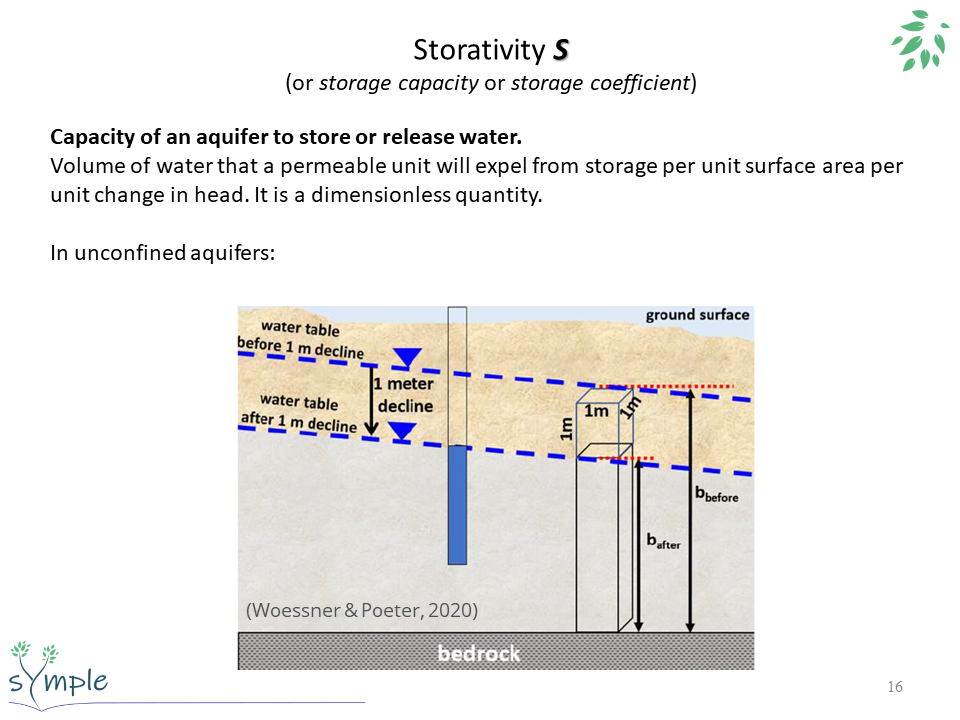 Storativity S
(or storage capacity or storage coefficient)
Capacity of an aquifer to store or release water.
Volume of water that a permeable unit will expel from storage per unit surface area per
unit change in head. It is a dimensionless quantity.
In unconfined aquifers:
ground surface
water table
before 1 m decline
1 meter
decline
water table
after 1 m decline
1m
1m
1m
b before
b after
(Woessner & Poeter, 2020)
bedrock
sYmple
16